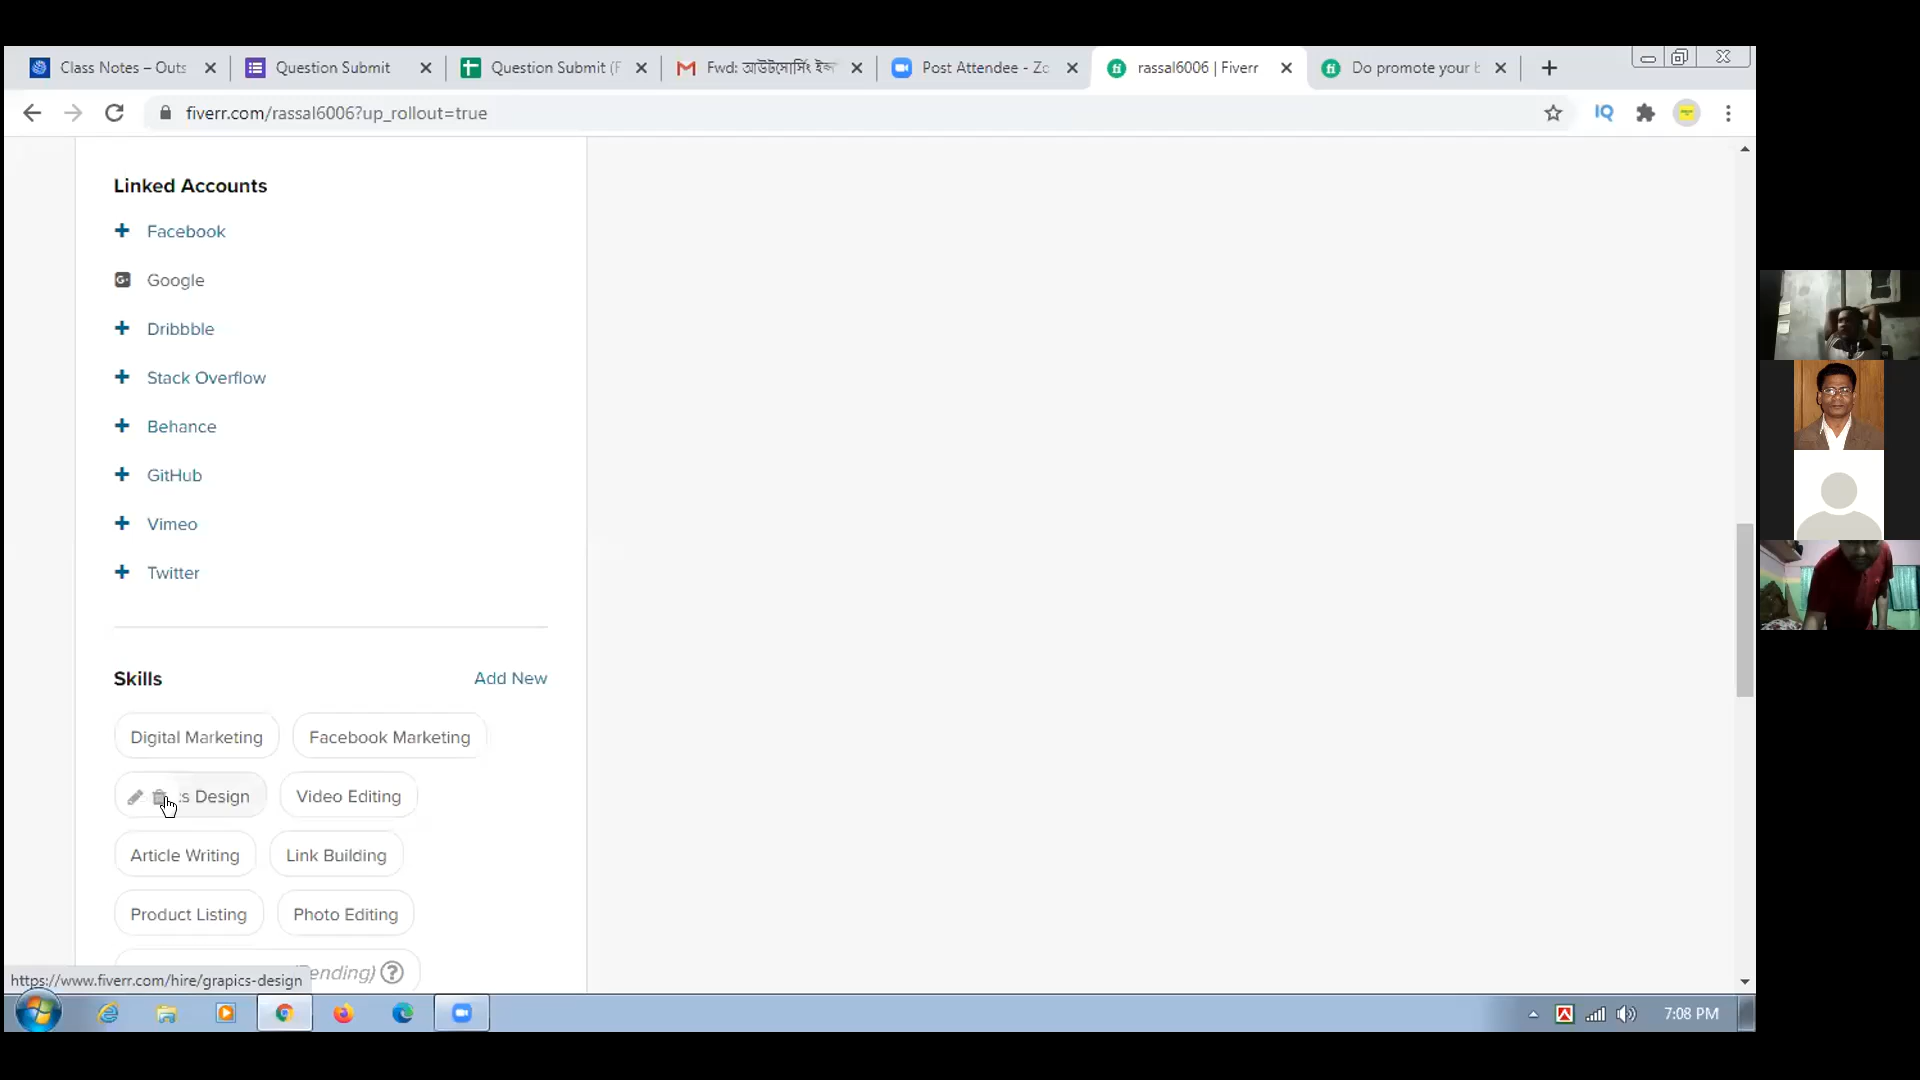 Class Notes – Outs
Question Submit
Question Submit (F
Fwd: আউটসোর্সিং ইন্স
Post Attendee - Zo
rassal6006 | Fiverr
Do promote your b
fiverr.com/rassal6006?up_rollout=true
Linked Accounts
Facebook
Google
Dribbble
Stack Overflow
Behance
GitHub
Vimeo
Twitter
Skills
Add New
Digital Marketing
Facebook Marketing
s Design
Video Editing
Article Writing
Link Building
Product Listing
Photo Editing
ending)
https://www.fiverr.com/hire/grapics-design
7:08 PM